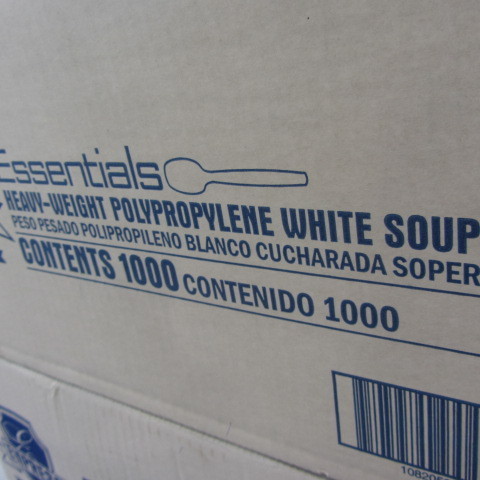 Essentials
HEAVY-WEIGHT POLYPROPYLENE WHITE SOUP
PESO PESADO POLIPROPILENO BLANCO CUCHARADA SOPER
CONTENTS 1000 CONTENIDO 1000